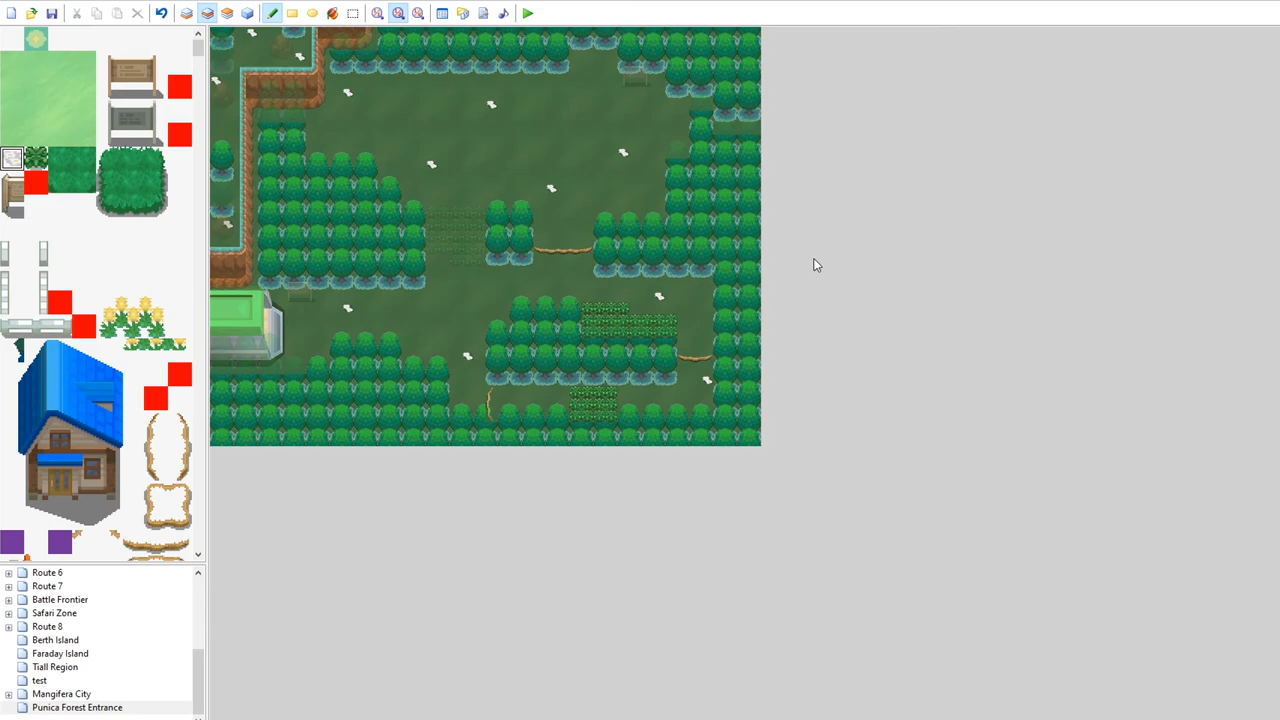 Route 6
Route 7
Battle Frontier
Safari Zone
Route 8
Berth Island
Faraday Island
Tiall Region
test
Mangifera City
Punica Forest Entrance